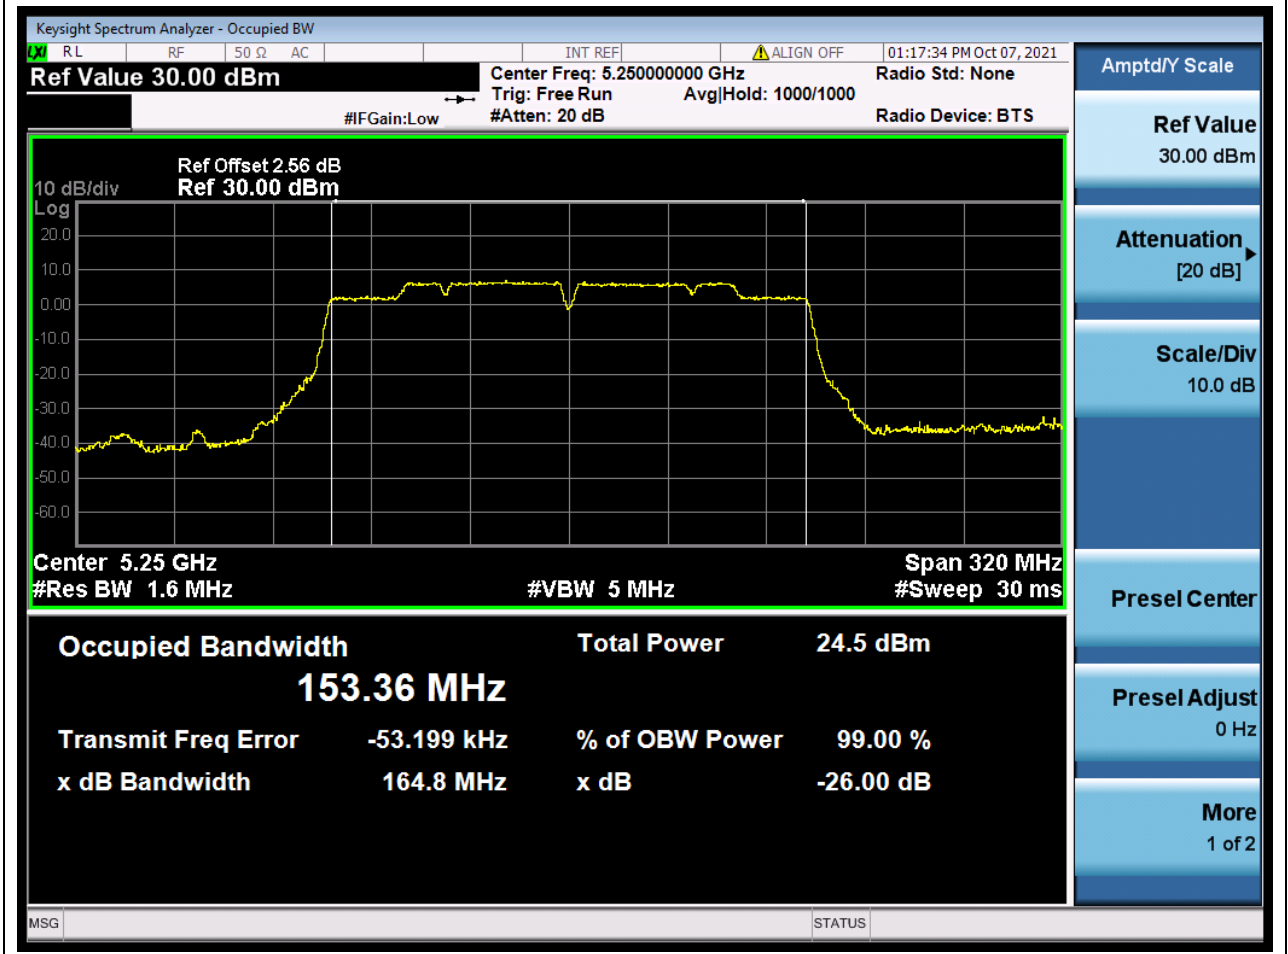 Keysight Spectrum Analyzer - Occupied BW
LXI RL RF 50 Ω AC INT REF ALIGN OFF 01:17:34 PM Oct 07, 2021
Ref Value 30.00 dBm
Center Freq: 5.250000000 GHz Radio Std: None
Trig: Free Run Avg|Hold: 1000/1000
#IFGain:Low #Atten: 20 dB Radio Device: BTS
Ref Offset 2.56 dB
10 dB/div Ref 30.00 dBm
Log
20.0
10.0
0.00
-10.0
-20.0
-30.0
-40.0
-50.0
-60.0
Center 5.25 GHz Span 320 MHz
#Res BW 1.6 MHz #VBW 5 MHz #Sweep 30 ms
Occupied Bandwidth Total Power 24.5 dBm
153.36 MHz
Transmit Freq Error -53.199 kHz % of OBW Power 99.00 %
x dB Bandwidth 164.8 MHz x dB -26.00 dB
MSG STATUS
Amptd/Y Scale
Ref Value
30.00 dBm
Attenuation
[20 dB]
Scale/Div
10.0 dB
Presel Center
Presel Adjust
0 Hz
More
1 of 2